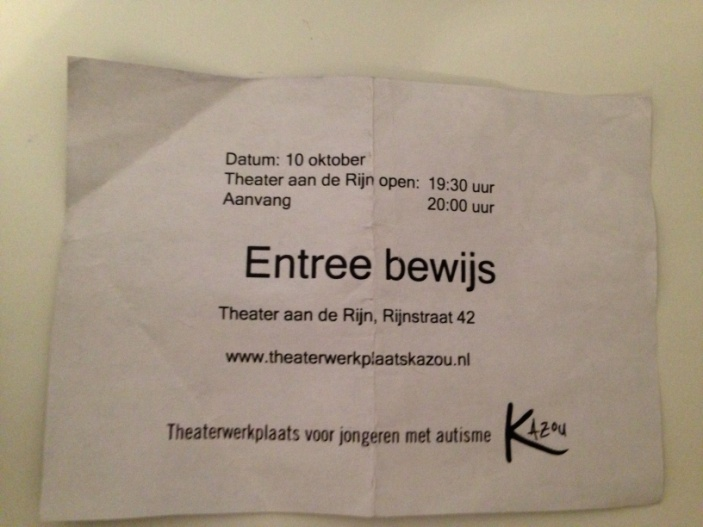 Datum: 10 oktober
Theater aan de Rijn open: 19:30 uur
Aanvang 20:00 uur
Entree bewijs
Theater aan de Rijn, Rijnstraat 42
www.theaterwerkplaatskazou.nl
Theaterwerkplaats voor jongeren met autisme KAZOU